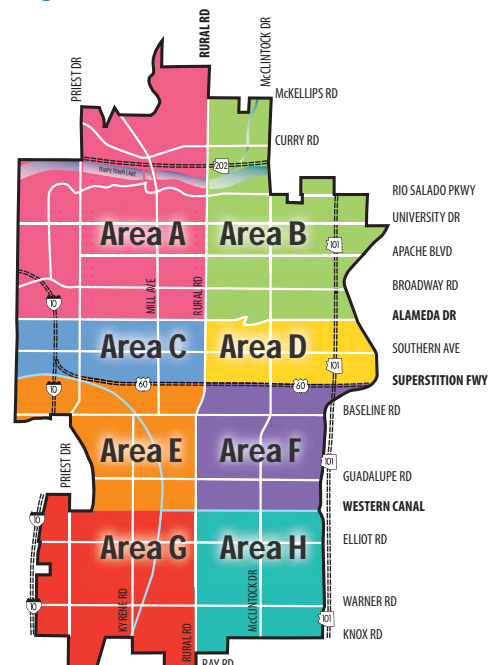 RURAL RD
McCLINTOCK DR
PRIEST DR
McKELLIPS RD
CURRY RD
202
TEMPE TOWN LAKE
RIO SALADO PKWY
UNIVERSITY DR
Area A
Area B
101
APACHE BLVD
MILL AVE
RURAL RD
BROADWAY RD
10
ALAMEDA DR
Area C
Area D
SOUTHERN AVE
101
10
60
60
SUPERSTITION FWY
BASELINE RD
PRIEST DR
Area E
Area F
101
GUADALUPE RD
WESTERN CANAL
10
Area G
Area H
ELLIOT RD
KYRENE RD
McCLINTOCK DR
10
WARNER RD
101
RURAL RD
KNOX RD
RAY RD